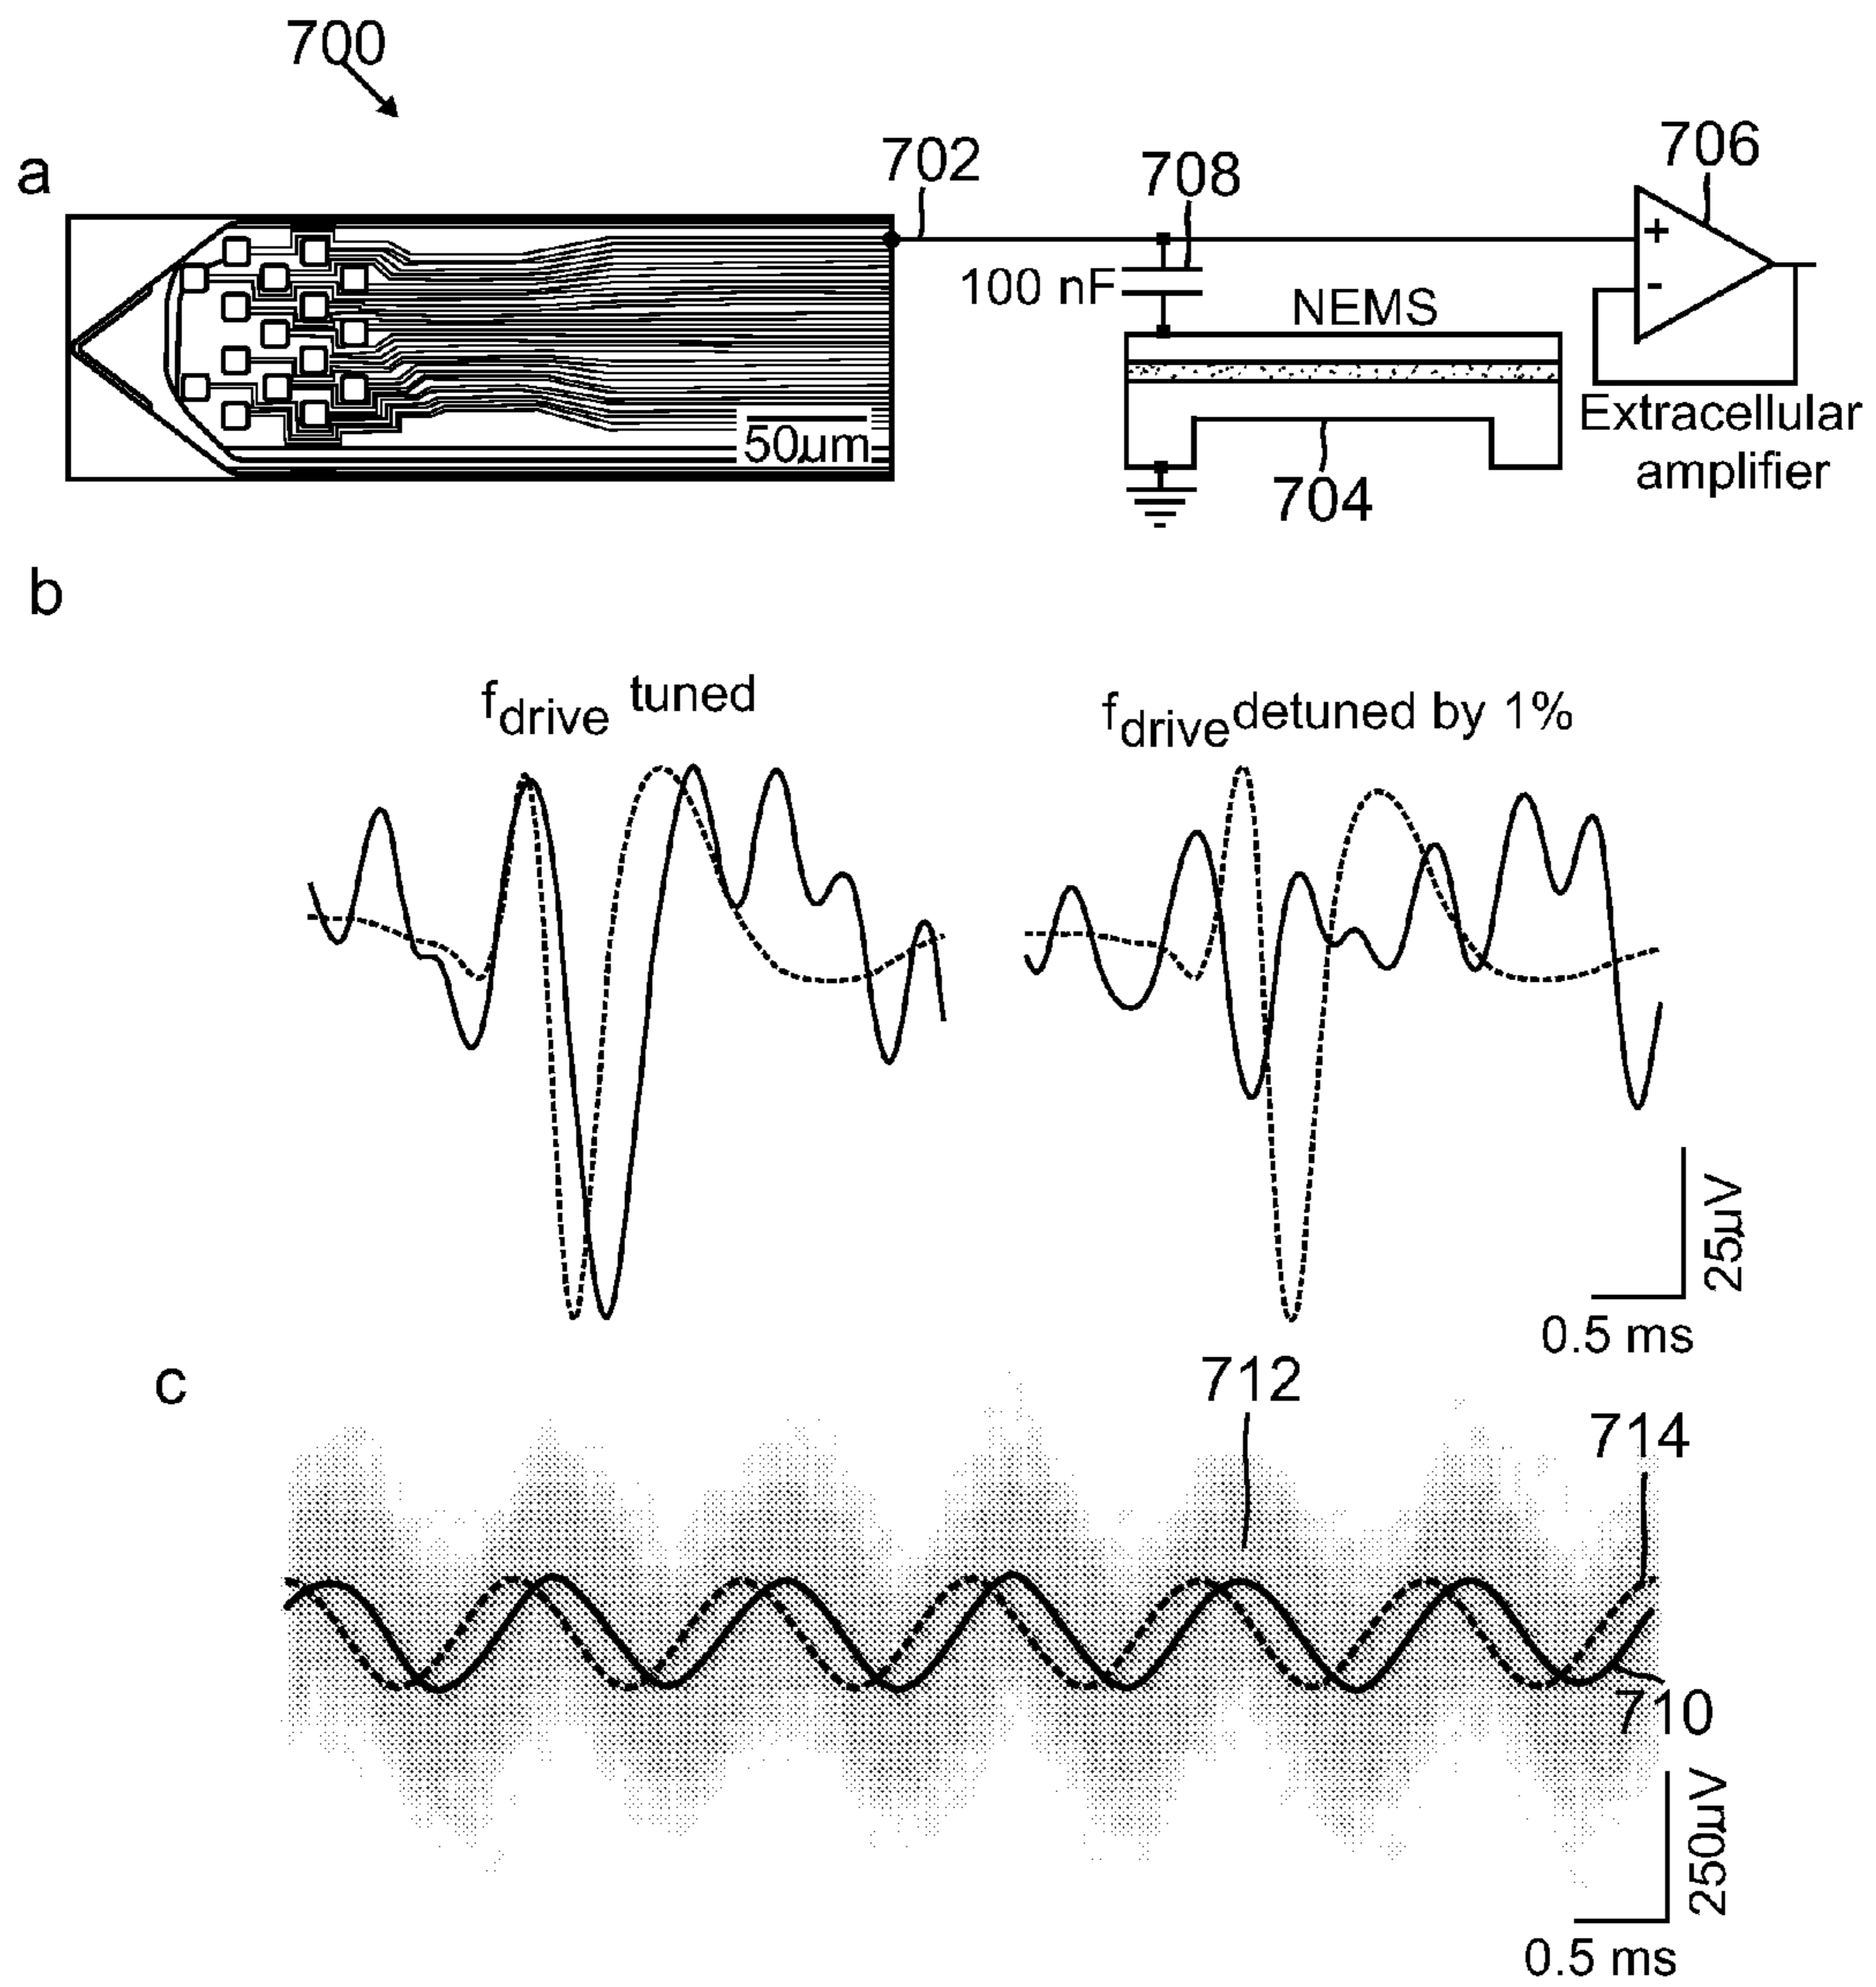 700
a
702
708
706
100 nF
NEMS
+
-
50µm
704
Extracellular
amplifier
b
fdrive tuned
fdrive detuned by 1%
25µV
0.5 ms
c
712
714
710
250µV
0.5 ms